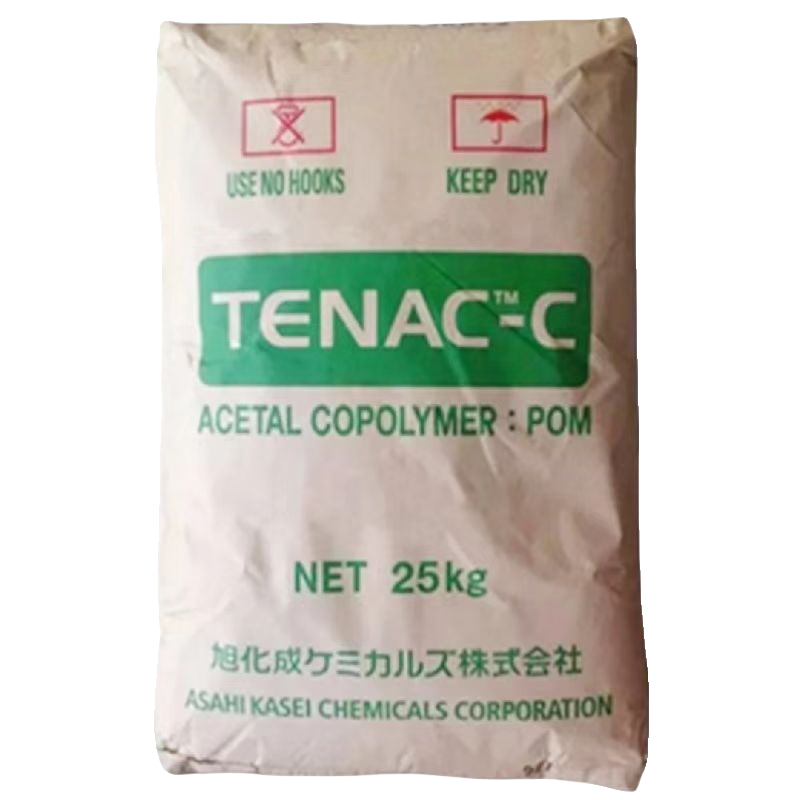 USE NO HOOKS KEEP DRY
TENAC™-C
ACETAL COPOLYMER : POM
NET 25kg
旭化成ケミカルズ株式会社
ASAHI KASEI CHEMICALS CORPORATION